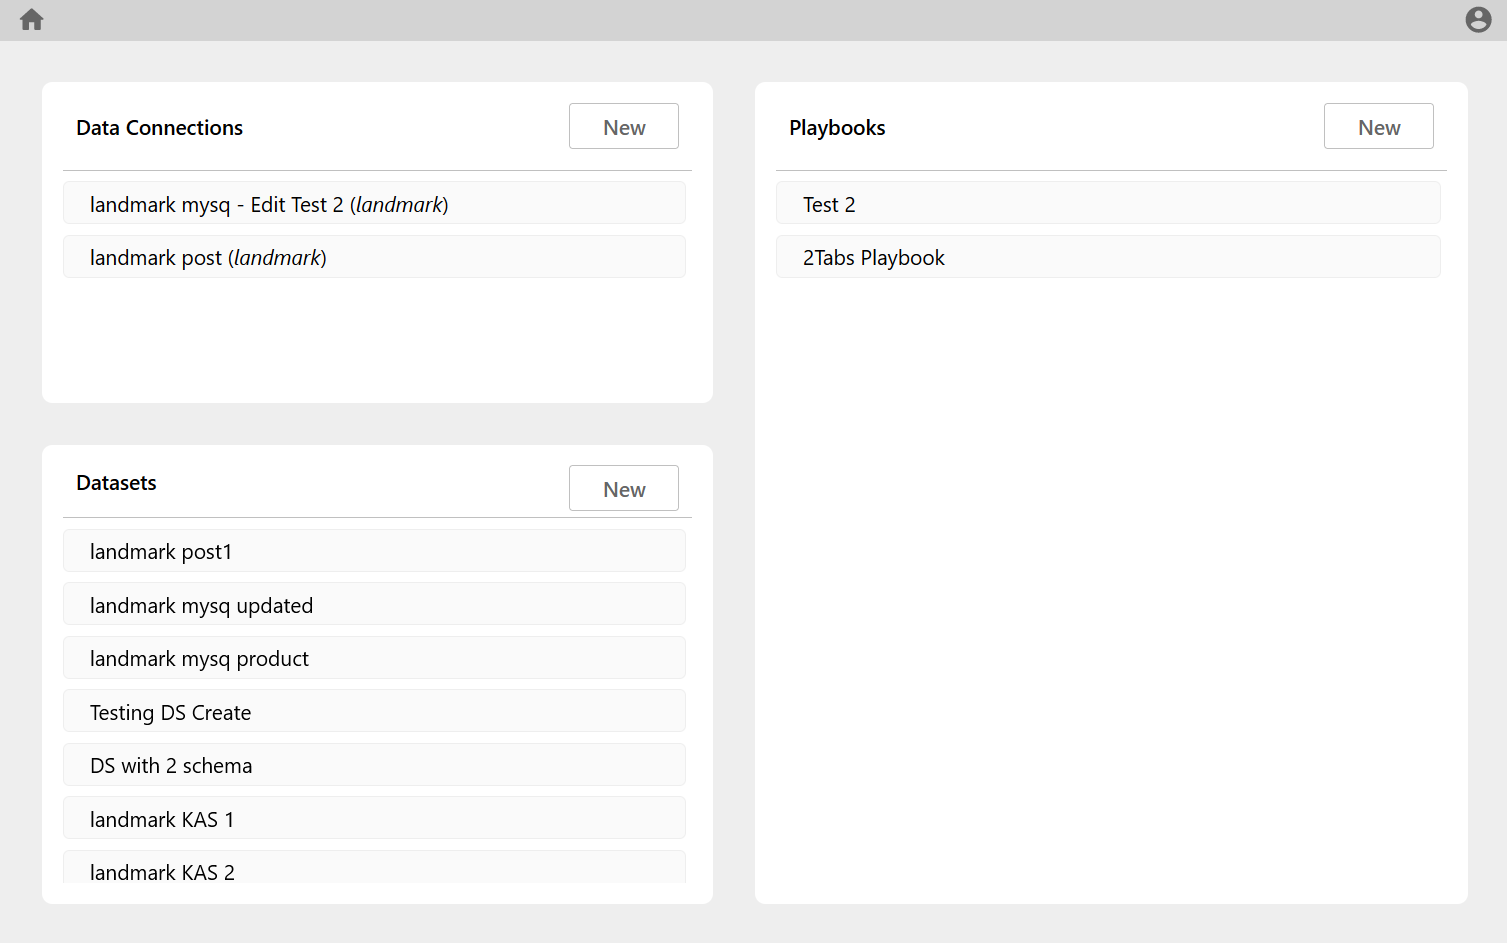 Data Connections
New
landmark mysq - Edit Test 2 (landmark)
landmark post (landmark)
Datasets
New
landmark post1
landmark mysq updated
landmark mysq product
Testing DS Create
DS with 2 schema
landmark KAS 1
landmark KAS 2
Playbooks
New
Test 2
2Tabs Playbook